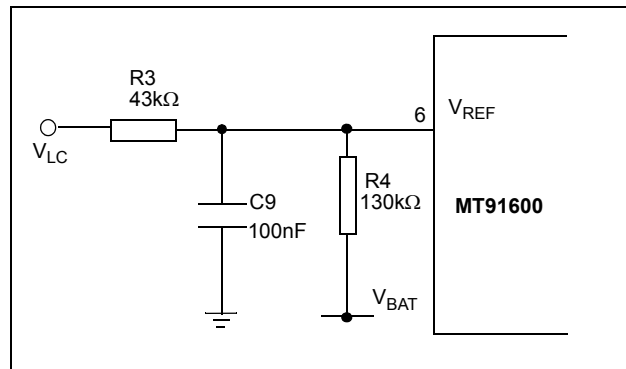 R3
43kΩ
6
V_REF
V_LC
R4
130kΩ
MT91600
C9
100nF
V_BAT